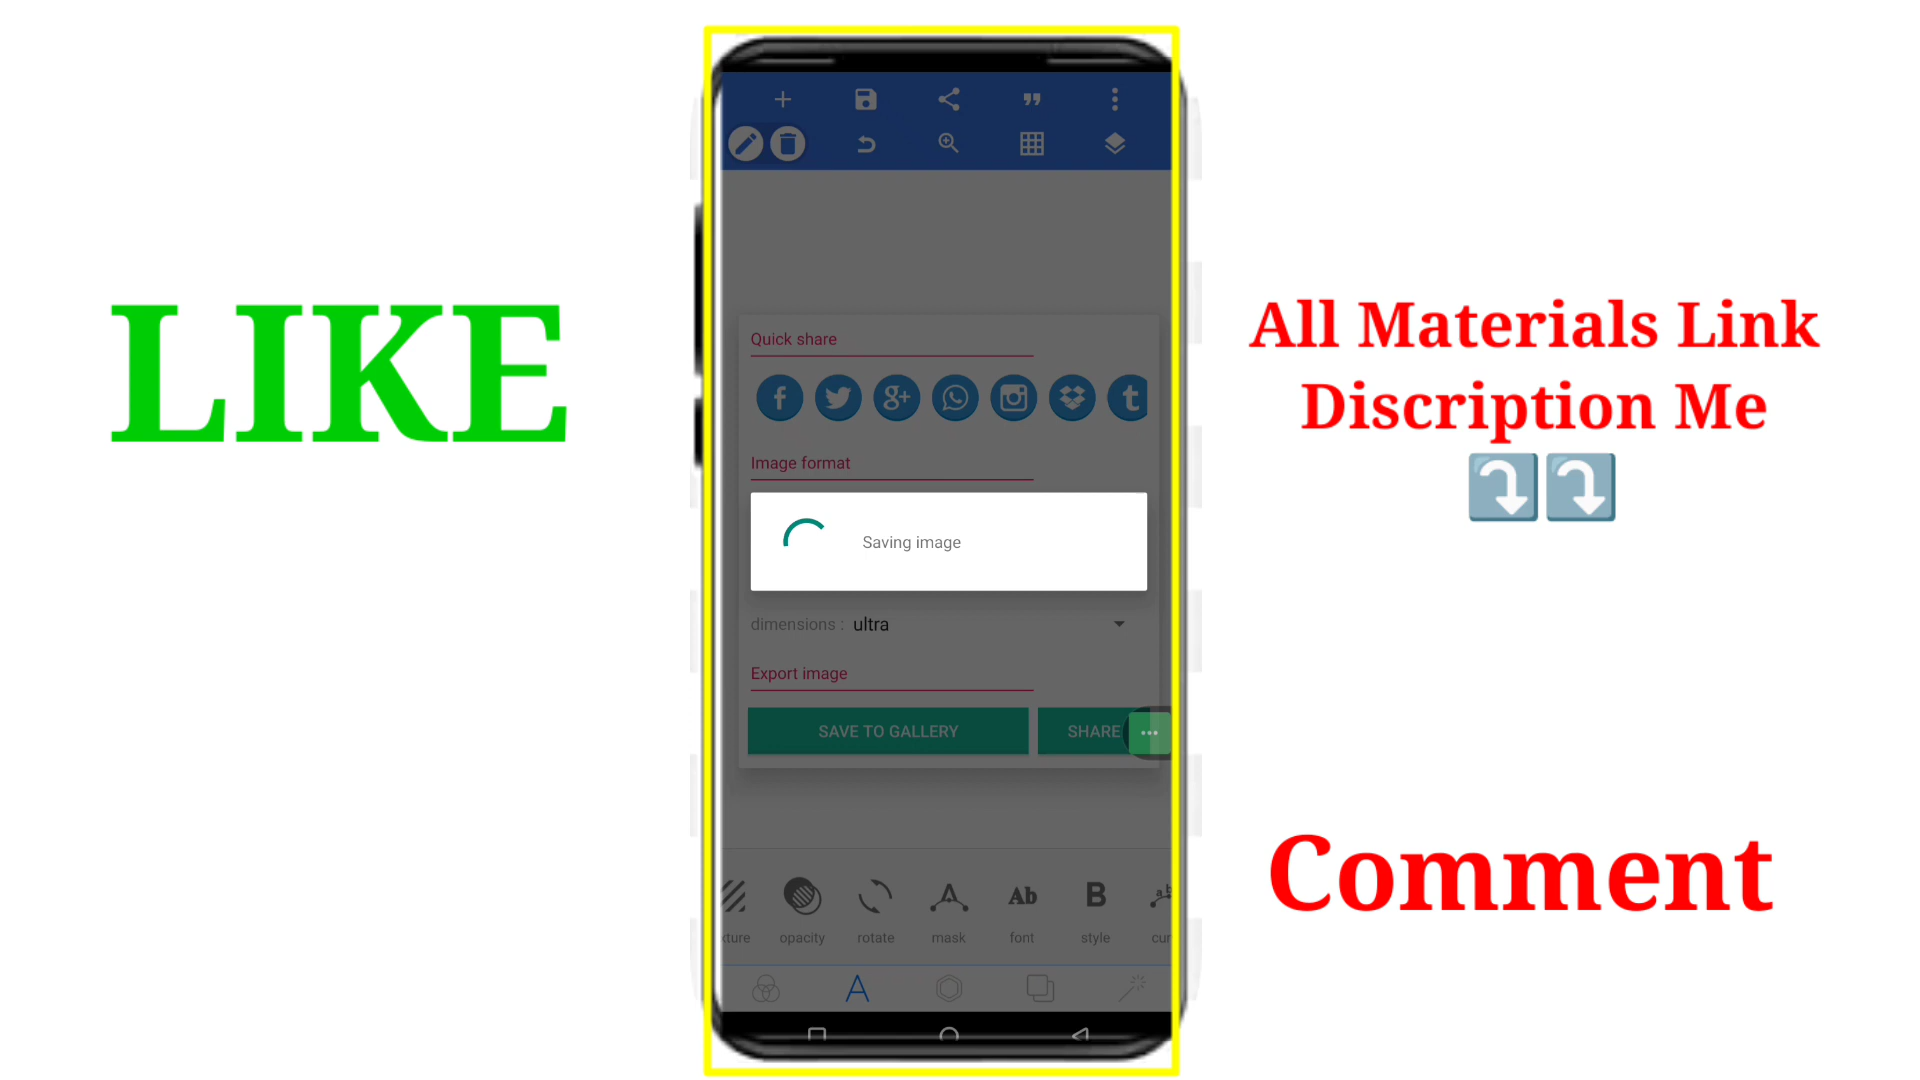 LIKE
Quick share
Image format
Saving image
dimensions : ultra
Export image
SAVE TO GALLERY
SHARE
opacity
rotate
mask
Ab
font
B
style
All Materials Link
Discription Me
Comment